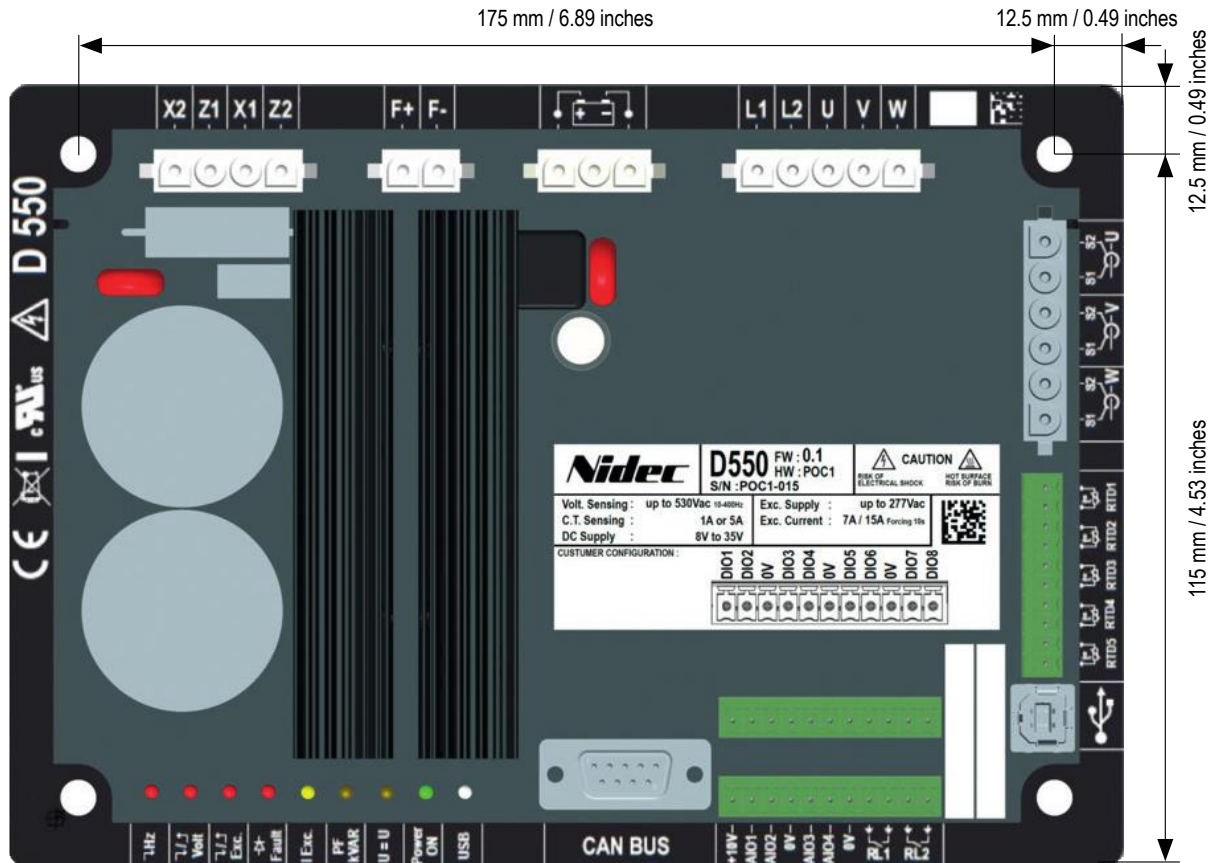 175 mm / 6.89 inches
12.5 mm / 0.49 inches
12.5 mm / 0.49 inches
115 mm / 4.53 inches
X2 Z1 X1 Z2
F+ F-
+ -
L1 L2 U V W
D 550
c UR us
CE
S2 S1 U
S2 S1 V
S2 S1 W
RTD1
RTD2
RTD3
RTD4
RTD5
Nidec
D550 FW : 0.1
HW : POC1
S/N : POC1-015
CAUTION
RISK OF ELECTRICAL SHOCK
HOT SURFACE RISK OF BURN
Volt. Sensing : up to 530Vac 10-400Hz
C.T. Sensing : 1A or 5A
DC Supply : 8V to 35V
Exc. Supply : up to 277Vac
Exc. Current : 7A / 15A Forcing 10s
CUSTUMER CONFIGURATION :
DIO1 DIO2 0V DIO3 DIO4 0V DIO5 DIO6 0V DIO7 DIO8
Hz
Volt
Exc.
Fault
I Exc.
PF kVAR
U = U
Power ON
USB
CAN BUS
+10V AIO1 AIO2 0V AIO3 AIO4 0V RL1 RL2